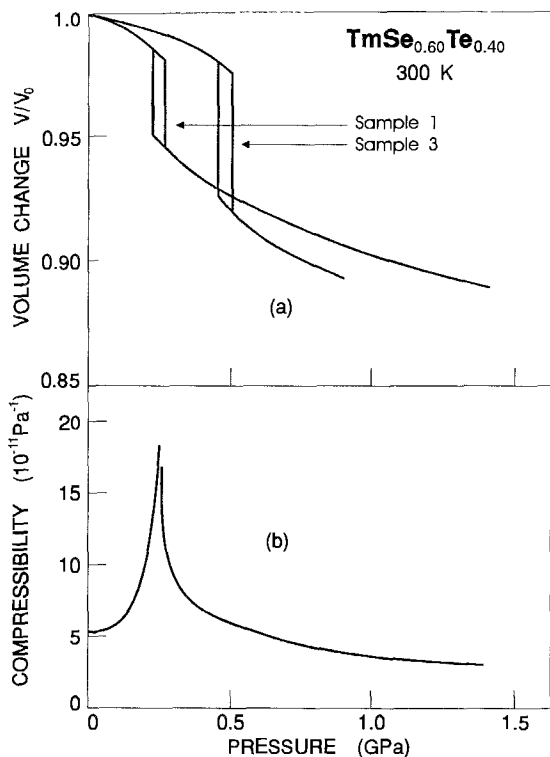 TmSe0.60Te0.40
300 K
VOLUME CHANGE V/V0
1.0
0.95
0.90
0.85
Sample 1
Sample 3
(a)
COMPRESSIBILITY (10-11Pa-1)
20
15
10
5
0
(b)
0
0.5
1.0
1.5
PRESSURE (GPa)